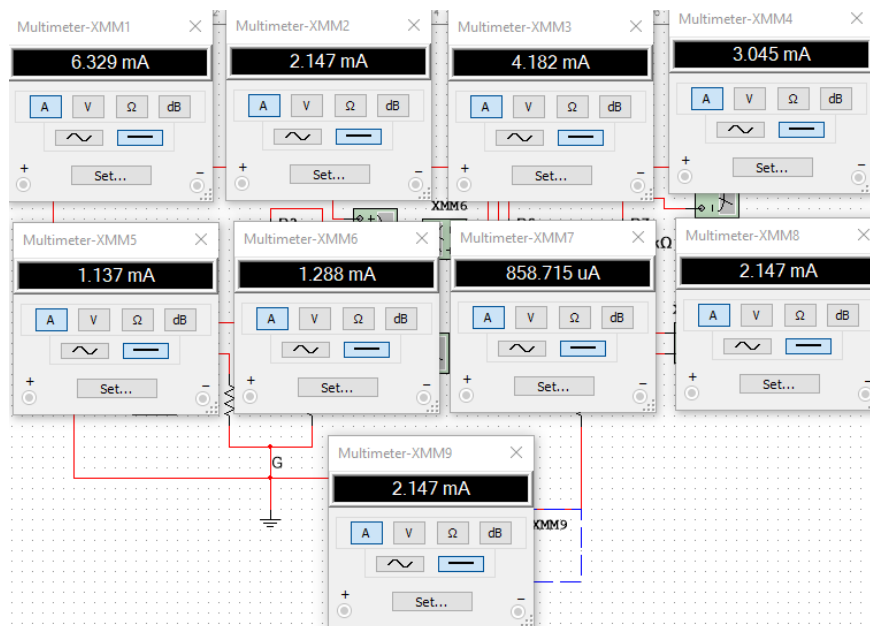 Multimeter-XMM1
6.329 mA
A V Ω dB
+ Set... −
Multimeter-XMM2
2.147 mA
A V Ω dB
+ Set... −
Multimeter-XMM3
4.182 mA
A V Ω dB
+ Set... −
Multimeter-XMM4
3.045 mA
A V Ω dB
+ Set... −
XMM6
Multimeter-XMM5
1.137 mA
A V Ω dB
+ Set... −
Multimeter-XMM6
1.288 mA
A V Ω dB
+ Set... −
Multimeter-XMM7
858.715 uA
A V Ω dB
+ Set... −
Ω
Multimeter-XMM8
2.147 mA
A V Ω dB
+ Set... −
G
Multimeter-XMM9
2.147 mA
A V Ω dB
+ Set... −
XMM9